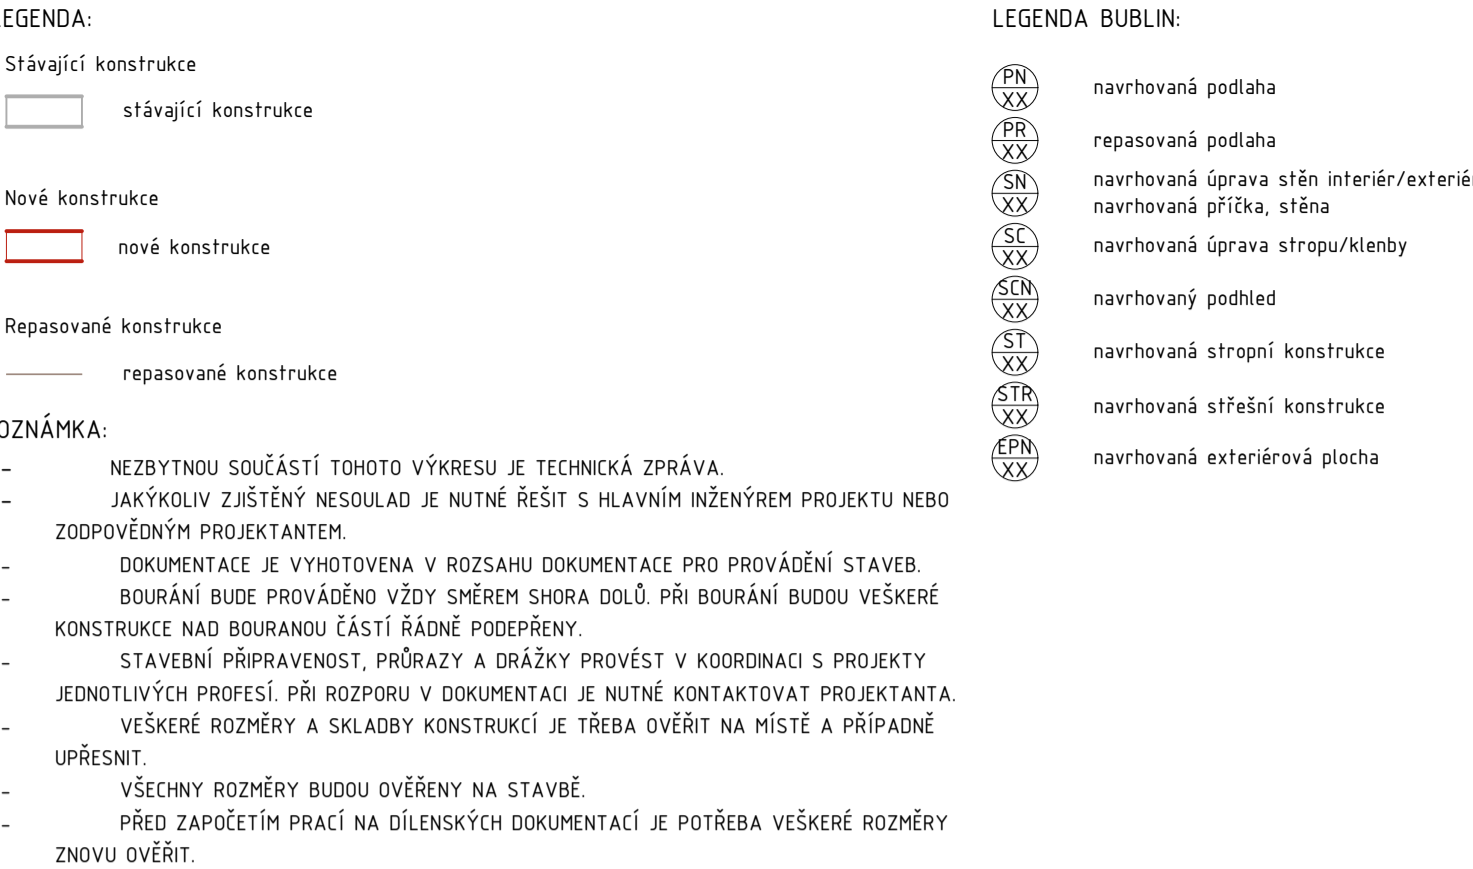 LEGENDA:
Stávající konstrukce
stávající konstrukce
Nové konstrukce
nové konstrukce
Repasované konstrukce
repasované konstrukce
POZNÁMKA:
- NEZBYTNOU SOUČÁSTÍ TOHOTO VÝKRESU JE TECHNICKÁ ZPRÁVA.
- JAKÝKOLIV ZJIŠTĚNÝ NESOULAD JE NUTNÉ ŘEŠIT S HLAVNÍM INŽENÝREM PROJEKTU NEBO
ZODPOVĚDNÝM PROJEKTANTEM.
- DOKUMENTACE JE VYHOTOVENA V ROZSAHU DOKUMENTACE PRO PROVÁDĚNÍ STAVEB.
- BOURÁNÍ BUDE PROVÁDĚNO VŽDY SMĚREM SHORA DOLŮ. PŘI BOURÁNÍ BUDOU VEŠKERÉ
KONSTRUKCE NAD BOURANOU ČÁSTÍ ŘÁDNĚ PODEPŘENY.
- STAVEBNÍ PŘIPRAVENOST, PRŮRAZY A DRÁŽKY PROVÉST V KOORDINACI S PROJEKTY
JEDNOTLIVÝCH PROFESÍ. PŘI ROZPORU V DOKUMENTACI JE NUTNÉ KONTAKTOVAT PROJEKTANTA.
- VEŠKERÉ ROZMĚRY A SKLADBY KONSTRUKCÍ JE TŘEBA OVĚŘIT NA MÍSTĚ A PŘÍPADNĚ
UPŘESNIT.
- VŠECHNY ROZMĚRY BUDOU OVĚŘENY NA STAVBĚ.
- PŘED ZAPOČETÍM PRACÍ NA DÍLENSKÝCH DOKUMENTACÍ JE POTŘEBA VEŠKERÉ ROZMĚRY
ZNOVU OVĚŘIT.
LEGENDA BUBLIN:
PN
XX
navrhovaná podlaha
PR
XX
repasovaná podlaha
SN
XX
navrhovaná úprava stěn interiér/exteriér
navrhovaná příčka, stěna
SC
XX
navrhovaná úprava stropu/klenby
SCN
XX
navrhovaný podhled
ST
XX
navrhovaná stropní konstrukce
STR
XX
navrhovaná střešní konstrukce
EPN
XX
navrhovaná exteriérová plocha